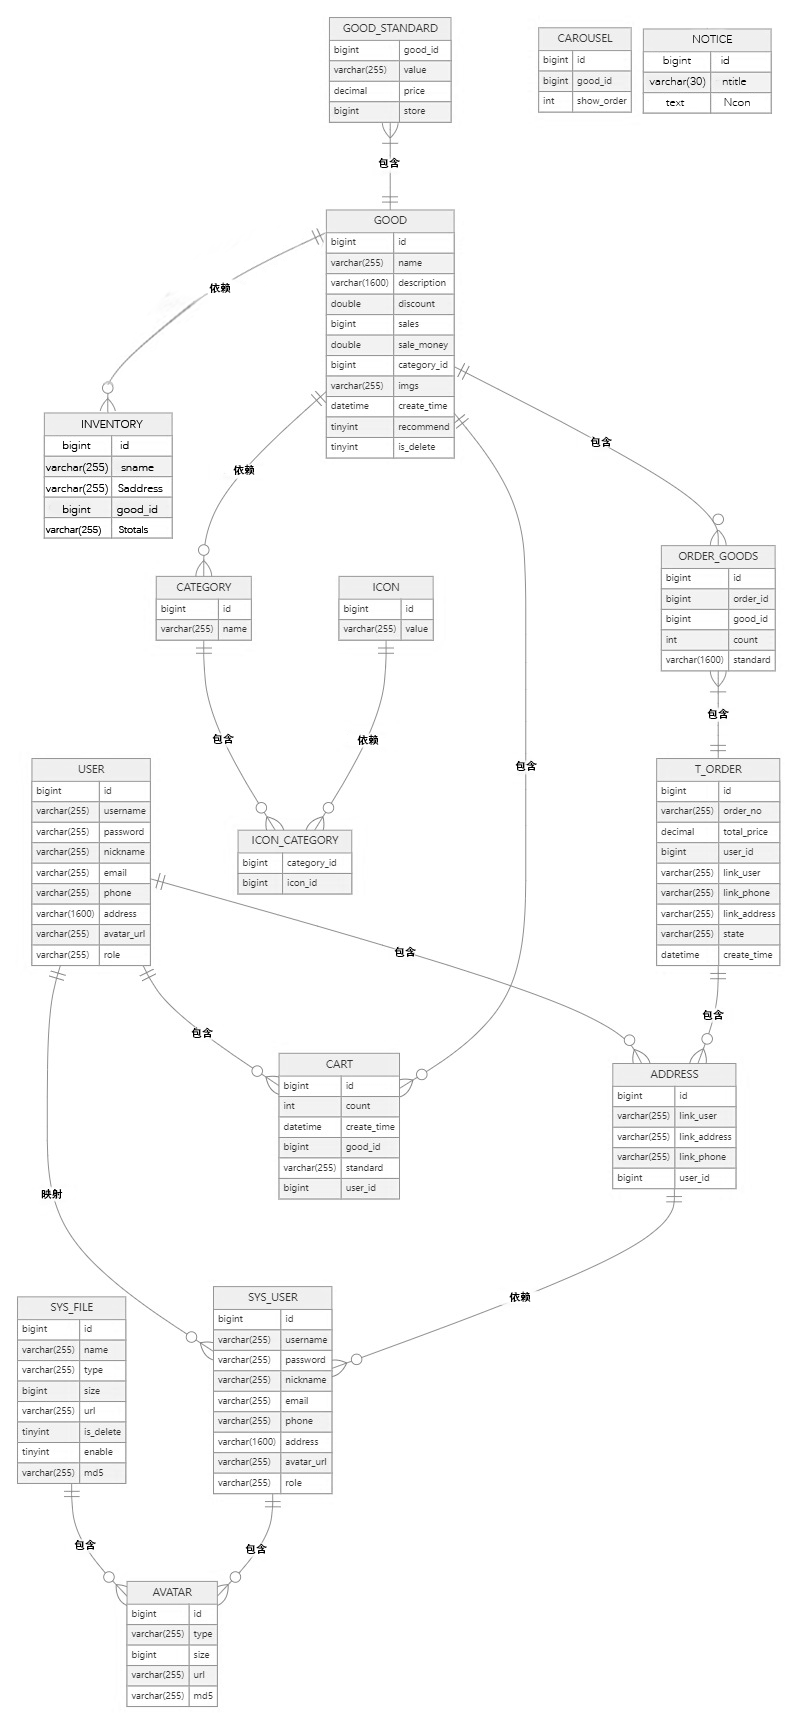 GOOD_STANDARD
bigint good_id
varchar(255) value
decimal price
bigint store
CAROUSEL
bigint id
bigint good_id
int show_order
NOTICE
bigint id
varchar(30) ntitle
text Ncon
包含
GOOD
bigint id
varchar(255) name
varchar(1600) description
double discount
bigint sales
double sale_money
bigint category_id
varchar(255) imgs
datetime create_time
tinyint recommend
tinyint is_delete
依赖
INVENTORY
bigint id
varchar(255) sname
varchar(255) Saddress
bigint good_id
varchar(255) Stotals
依赖
包含
CATEGORY
bigint id
varchar(255) name
ICON
bigint id
varchar(255) value
ORDER_GOODS
bigint id
bigint order_id
bigint good_id
int count
varchar(1600) standard
包含
依赖
包含
包含
USER
bigint id
varchar(255) username
varchar(255) password
varchar(255) nickname
varchar(255) email
varchar(255) phone
varchar(1600) address
varchar(255) avatar_url
varchar(255) role
ICON_CATEGORY
bigint category_id
bigint icon_id
T_ORDER
bigint id
varchar(255) order_no
decimal total_price
bigint user_id
varchar(255) link_user
varchar(255) link_phone
varchar(255) link_address
varchar(255) state
datetime create_time
包含
包含
包含
CART
bigint id
int count
datetime create_time
bigint good_id
varchar(255) standard
bigint user_id
ADDRESS
bigint id
varchar(255) link_user
varchar(255) link_address
varchar(255) link_phone
bigint user_id
映射
依赖
SYS_FILE
bigint id
varchar(255) name
varchar(255) type
bigint size
varchar(255) url
tinyint is_delete
tinyint enable
varchar(255) md5
SYS_USER
bigint id
varchar(255) username
varchar(255) password
varchar(255) nickname
varchar(255) email
varchar(255) phone
varchar(1600) address
varchar(255) avatar_url
varchar(255) role
包含
包含
AVATAR
bigint id
varchar(255) type
bigint size
varchar(255) url
varchar(255) md5